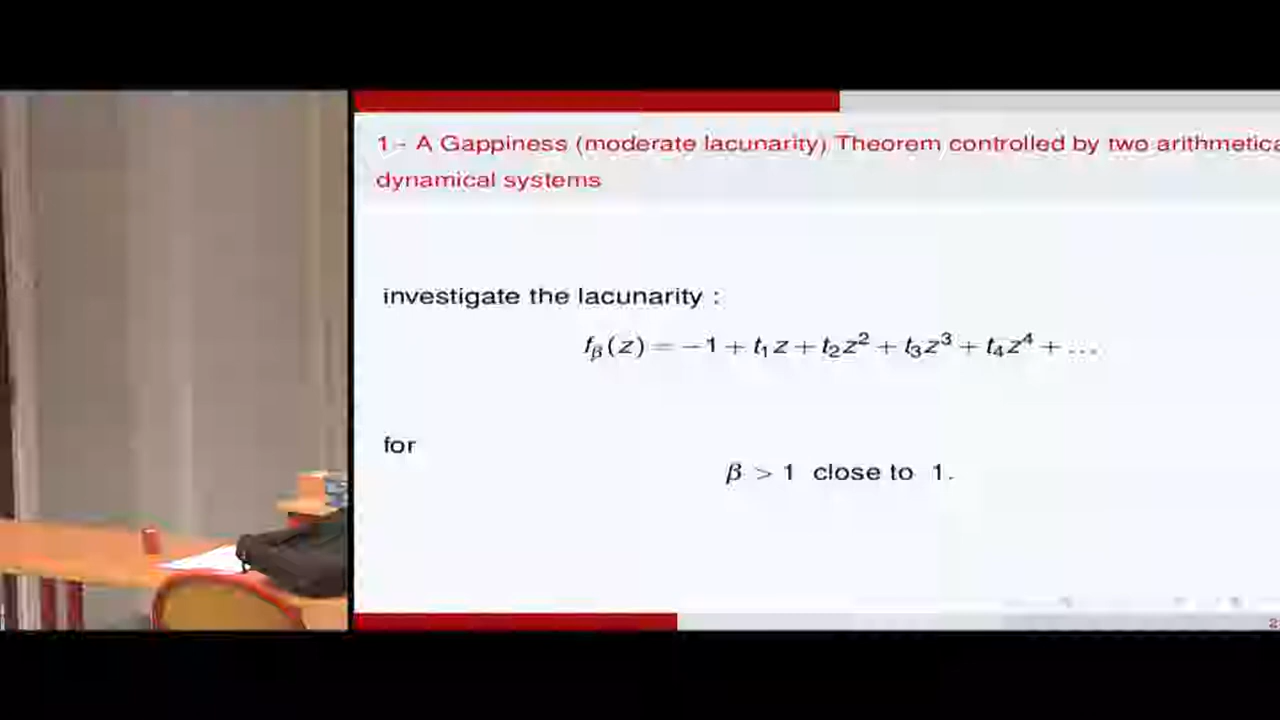 1 - A Gappiness (moderate lacunarity) Theorem controlled by two arithmetica
dynamical systems
investigate the lacunarity :
f_β(z) = −1 + t₁z + t₂z² + t₃z³ + t₄z⁴ + …
for
β > 1 close to 1.